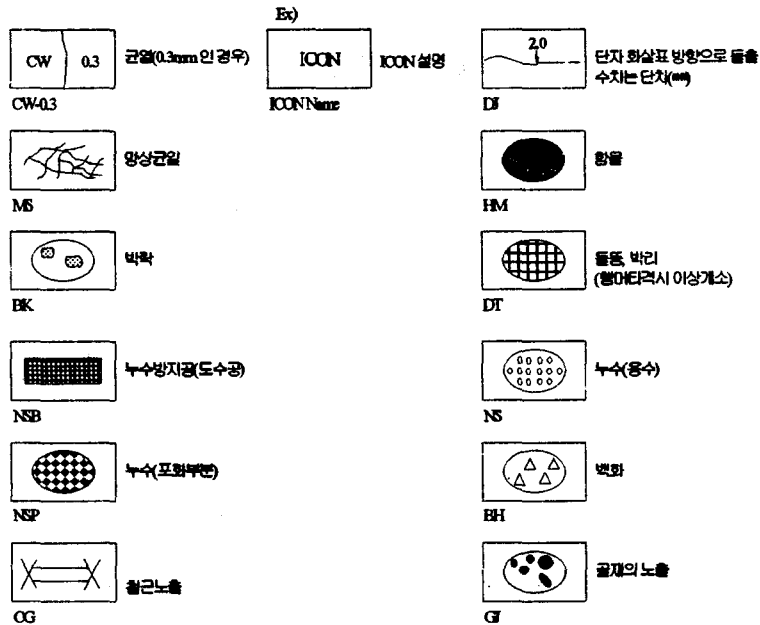 Ex)
CW 0.3 균열(0.3mm 인 경우)
CW-0.3
ICON ICON 설명
ICON Name
2.0 단차 화살표 방향으로 돌출
수치는 단차(mm)
DJ
망상균열
MS
함몰
HM
박락
BK
들뜸, 박리
(햄머타격시 이상개소)
DT
누수방지공(도수공)
NSB
누수(용수)
NS
누수(포화부분)
NSP
백화
BH
철근노출
CG
골재의 노출
GJ